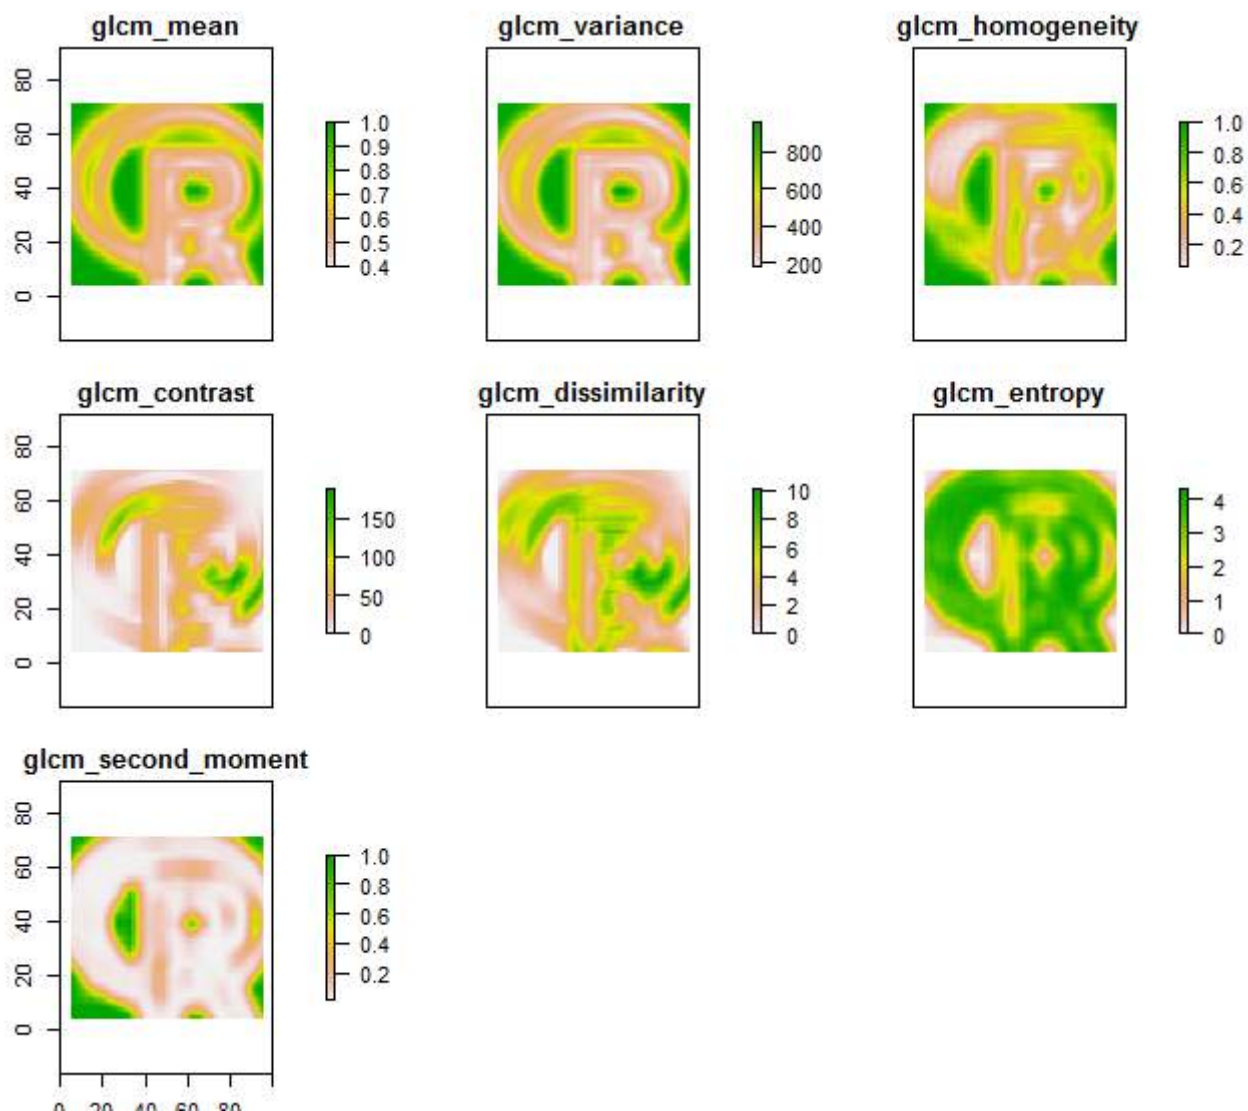 glcm_mean glcm_variance glcm_homogeneity
80 60 40 20 0
1.0 0.9 0.8 0.7 0.6 0.5 0.4
800 600 400 200
1.0 0.8 0.6 0.4 0.2
glcm_contrast glcm_dissimilarity glcm_entropy
80 60 40 20 0
150 100 50 0
10 8 6 4 2 0
4 3 2 1 0
glcm_second_moment
80 60 40 20 0
1.0 0.8 0.6 0.4 0.2
0 20 40 60 80